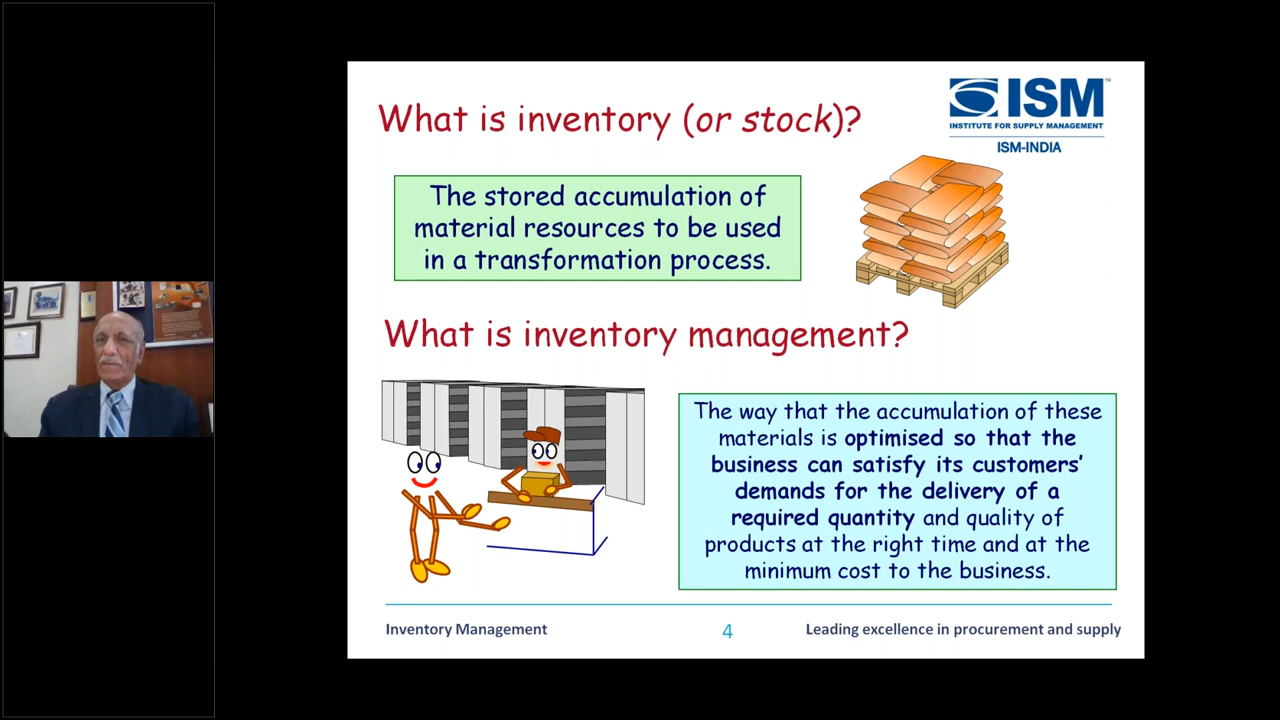 What is inventory (or stock)?
ISM™
INSTITUTE FOR SUPPLY MANAGEMENT
ISM-INDIA
The stored accumulation of
material resources to be used
in a transformation process.
What is inventory management?
The way that the accumulation of these
materials is optimised so that the
business can satisfy its customers’
demands for the delivery of a
required quantity and quality of
products at the right time and at the
minimum cost to the business.
Inventory Management
4
Leading excellence in procurement and supply